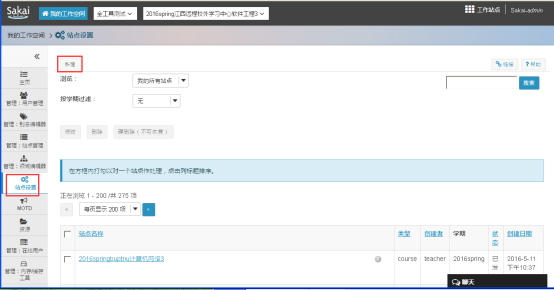 Sakai 我的工作空间 全工具测试 2016spring江西远程校外学习中心软件工程3 工作站点 Sakai-admin
我的工作空间 > 站点设置
«
新建 链接 ?帮助
主页
浏览: 我的所有站点 搜索
管理:用户管理
按学期过滤: 无
管理:别名编辑器
管理:站点管理
修改 删除 硬删除(不可恢复)
管理:领域编辑器
在方框内打勾以对一个站点作处理,点击列标题排序。
站点设置
正在浏览 1 - 200 /共 275 项
MOTD
每页显示 200 项
资源
站点名称 类型 创建者 学期 状态 创建日期
管理:在线用户
2016springbuptnu计算机网络3 course teacher 2016spring 已发 2016-5-11
下午10:37
管理:内存/缓存
工具
聊天